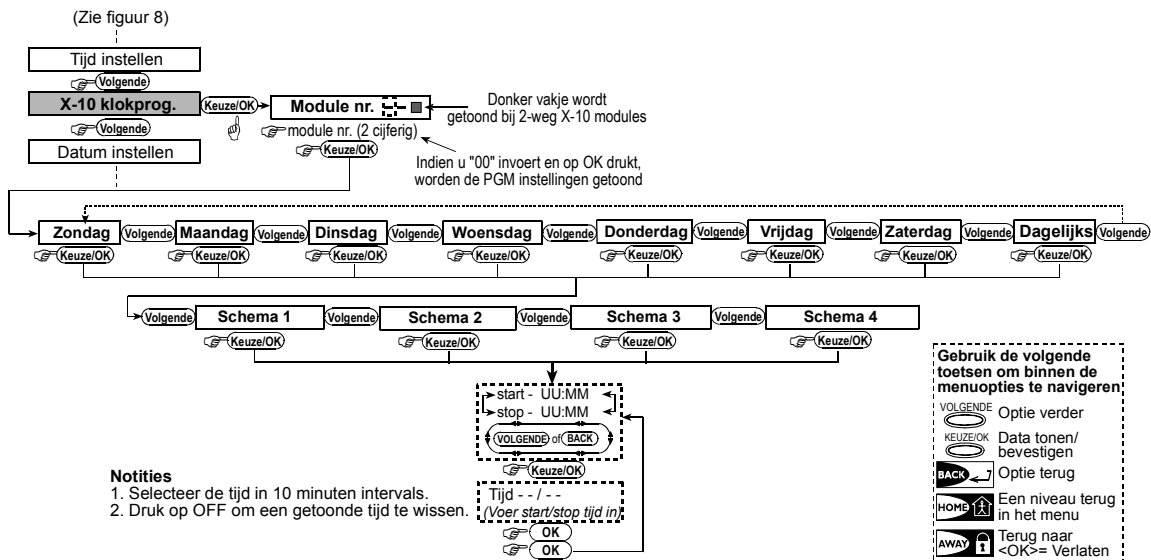 (Zie figuur 8)
Tijd instellen
Volgende
X-10 klokprog.
Keuze/OK
Module nr.
Donker vakje wordt
getoond bij 2-weg X-10 modules
Volgende
module nr. (2 cijferig)
Datum instellen
Keuze/OK
Indien u "00" invoert en op OK drukt,
worden de PGM instellingen getoond
Zondag Volgende Maandag Volgende Dinsdag Volgende Woensdag Volgende Donderdag Volgende Vrijdag Volgende Zaterdag Volgende Dagelijks Volgende
Keuze/OK Keuze/OK Keuze/OK Keuze/OK Keuze/OK Keuze/OK Keuze/OK Keuze/OK
Volgende Schema 1 Volgende Schema 2 Volgende Schema 3 Volgende Schema 4
Keuze/OK Keuze/OK Keuze/OK Keuze/OK
start - UU:MM
stop - UU:MM
VOLGENDE of BACK
Keuze/OK
Tijd - - / - -
(Voer start/stop tijd in)
OK
OK
Notities
1. Selecteer de tijd in 10 minuten intervals.
2. Druk op OFF om een getoonde tijd te wissen.
Gebruik de volgende
toetsen om binnen de
menuopties te navigeren
VOLGENDE Optie verder
KEUZE/OK Data tonen/
bevestigen
BACK Optie terug
HOME Een niveau terug
in het menu
AWAY Terug naar
<OK>= Verlaten